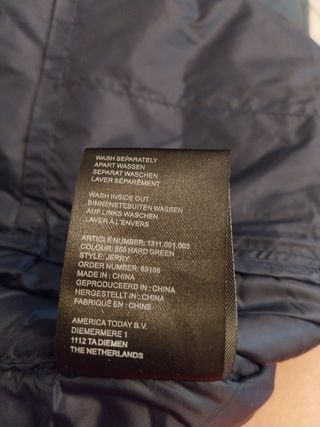 WASH SEPARATELY
APART WASSEN
SEPARAT WASCHEN
LAVER SÉPARÉMENT
WASH INSIDE OUT
BINNENSTEBUITEN WASSEN
AUF LINKS WASCHEN
LAVER À L'ENVERS
ARTICLE NUMBER: 1311.001.003
COLOUR: 558 HARD GREEN
STYLE: JERRY
ORDER NUMBER: 63188
MADE IN : CHINA
GEPRODUCEERD IN : CHINA
HERGESTELLT IN : CHINA
FABRIQUÉ EN : CHINE
AMERICA TODAY B.V.
DIEMERMERE 1
1112 TA DIEMEN
THE NETHERLANDS